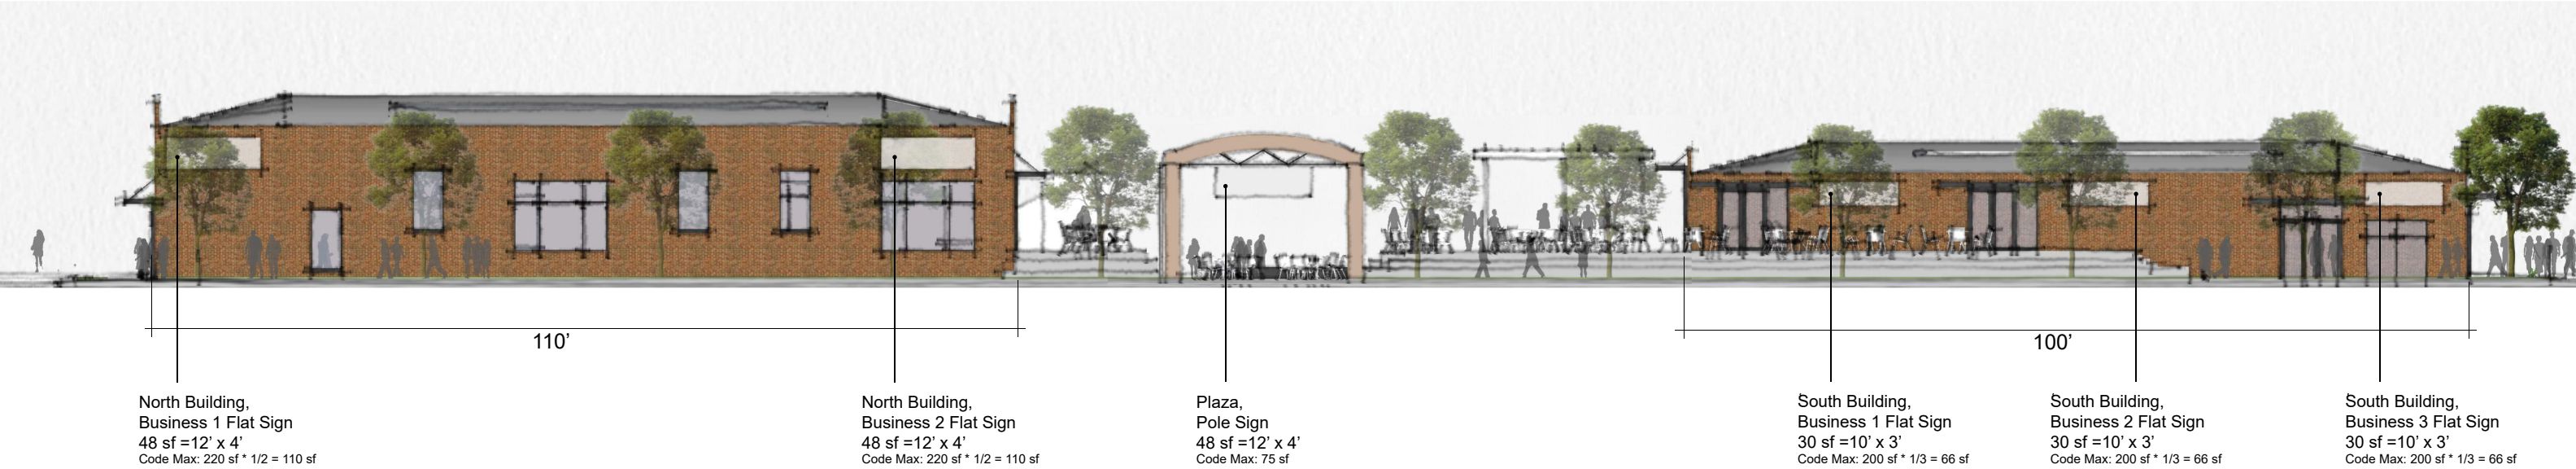 110’
100’
North Building,
Business 1 Flat Sign
48 sf =12’ x 4’
Code Max: 220 sf * 1/2 = 110 sf
North Building,
Business 2 Flat Sign
48 sf =12’ x 4’
Code Max: 220 sf * 1/2 = 110 sf
Plaza,
Pole Sign
48 sf =12’ x 4’
Code Max: 75 sf
South Building,
Business 1 Flat Sign
30 sf =10’ x 3’
Code Max: 200 sf * 1/3 = 66 sf
South Building,
Business 2 Flat Sign
30 sf =10’ x 3’
Code Max: 200 sf * 1/3 = 66 sf
South Building,
Business 3 Flat Sign
30 sf =10’ x 3’
Code Max: 200 sf * 1/3 = 66 sf